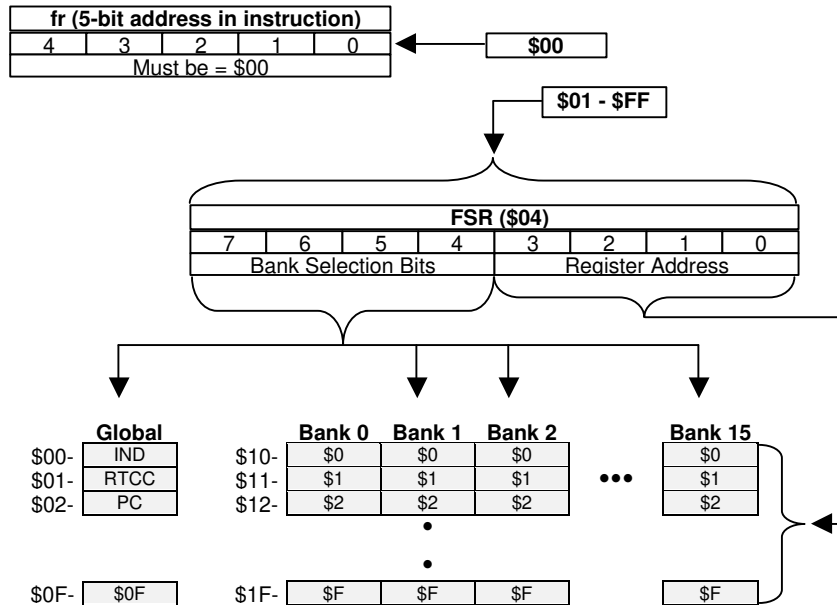 fr (5-bit address in instruction)
4 3 2 1 0
Must be = $00
$00
$01 - $FF
FSR ($04)
7 6 5 4 3 2 1 0
Bank Selection Bits Register Address
Global Bank 0 Bank 1 Bank 2 Bank 15
$00- IND $10- $0 $0 $0 $0
$01- RTCC $11- $1 $1 $1 ••• $1
$02- PC $12- $2 $2 $2 $2
$0F- $0F $1F- $F $F $F $F